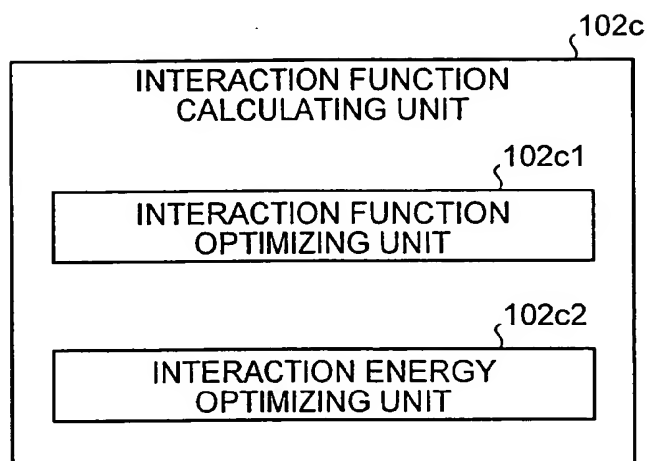 102c
INTERACTION FUNCTION
CALCULATING UNIT
102c1
INTERACTION FUNCTION
OPTIMIZING UNIT
102c2
INTERACTION ENERGY
OPTIMIZING UNIT